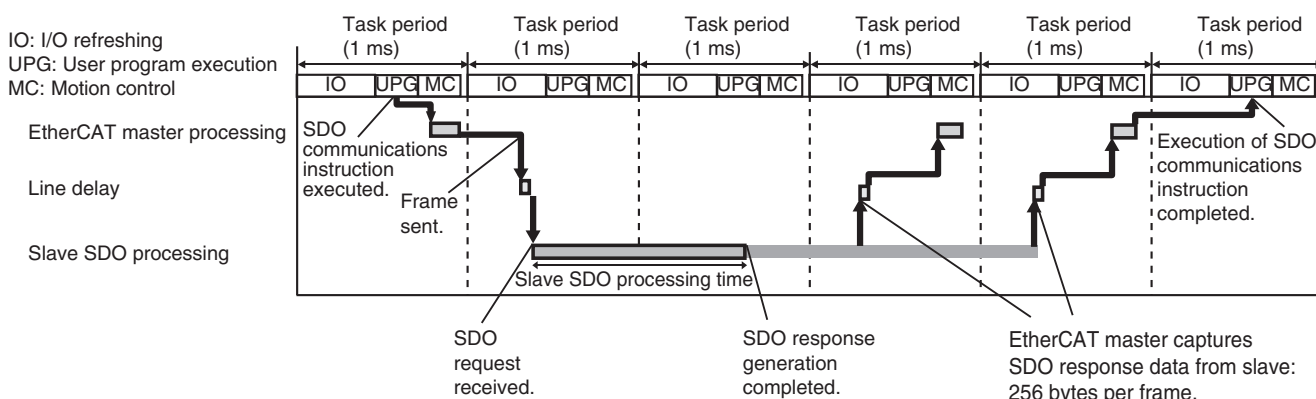 IO: I/O refreshing
UPG: User program execution
MC: Motion control
Task period
(1 ms)
Task period
(1 ms)
Task period
(1 ms)
Task period
(1 ms)
Task period
(1 ms)
Task period
(1 ms)
IO UPG MC IO UPG MC IO UPG MC IO UPG MC IO UPG MC IO UPG MC
EtherCAT master processing
SDO
communications
instruction
executed.
Execution of SDO
communications
instruction
completed.
Line delay
Frame
sent.
Slave SDO processing
Slave SDO processing time
SDO
request
received.
SDO response
generation
completed.
EtherCAT master captures
SDO response data from slave:
256 bytes per frame.